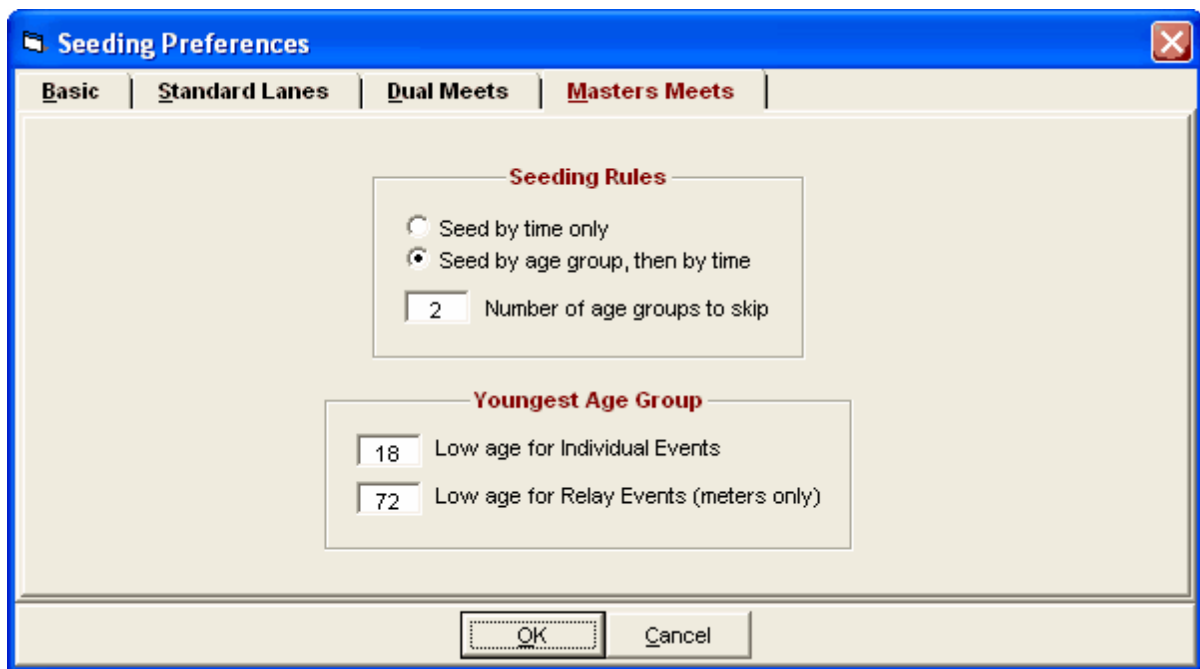 Seeding Preferences
Basic Standard Lanes Dual Meets Masters Meets
Seeding Rules
Seed by time only
Seed by age group, then by time
2 Number of age groups to skip
Youngest Age Group
18 Low age for Individual Events
72 Low age for Relay Events (meters only)
OK Cancel